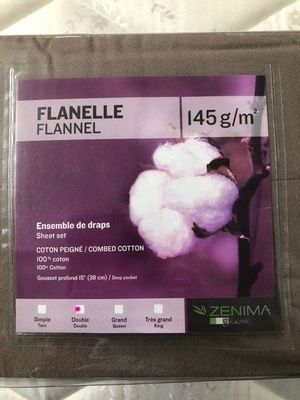 FLANELLE
FLANNEL
145 g/m²
Ensemble de draps
Sheet set
COTON PEIGNÉ / COMBED COTTON
100% coton
100% Cotton
Gousset profond 15" (38 cm) / Deep pocket
Simple
Twin
Double
Double
Grand
Queen
Très grand
King
ZENIMA
GAUVIN